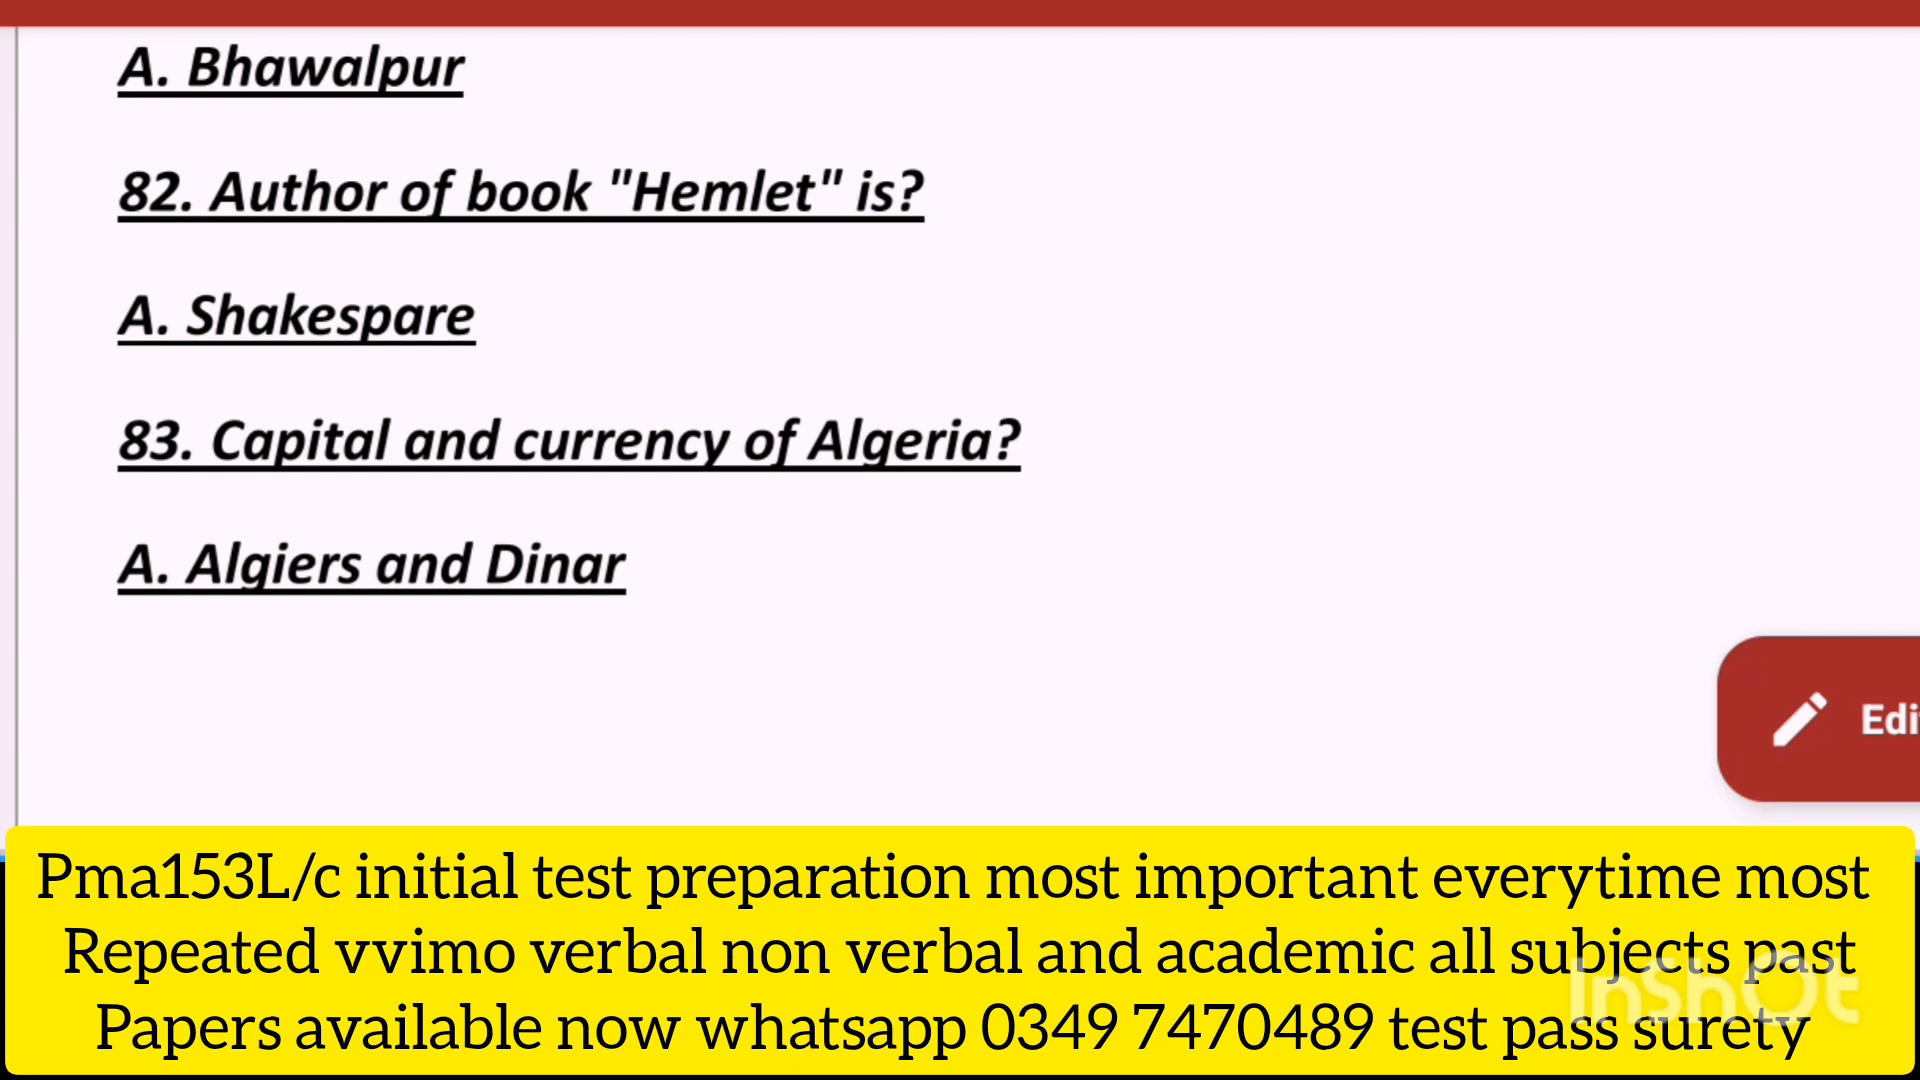 A. Bhawalpur
82. Author of book "Hemlet" is?
A. Shakespare
83. Capital and currency of Algeria?
A. Algiers and Dinar
Edi
Pma153L/c initial test preparation most important everytime most
Repeated vvimo verbal non verbal and academic all subjects past
Papers available now whatsapp 0349 7470489 test pass surety
InShOt